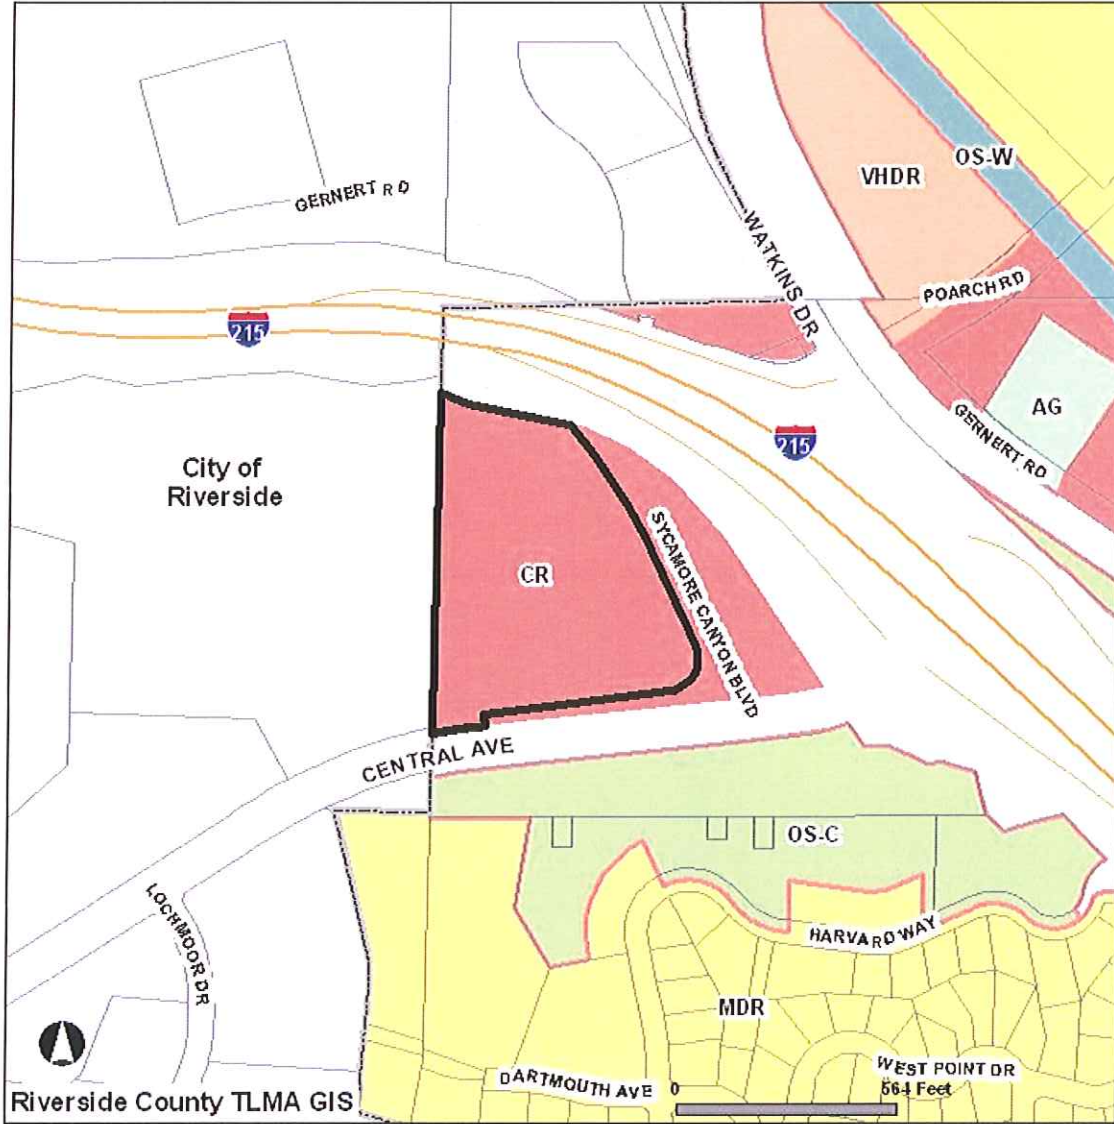 OS-W
VHDR
GERNERT RD
WATKINS DR
POARCH RD
215
AG
215
GERNERT RD
City of
Riverside
SYCAMORE CANYON BLVD
CR
CENTRAL AVE
OS-C
LOCHMOOR DR
HARVARD WAY
MDR
WEST POINT DR
DARTMOUTH AVE
0
564 Feet
Riverside County TLMA GIS